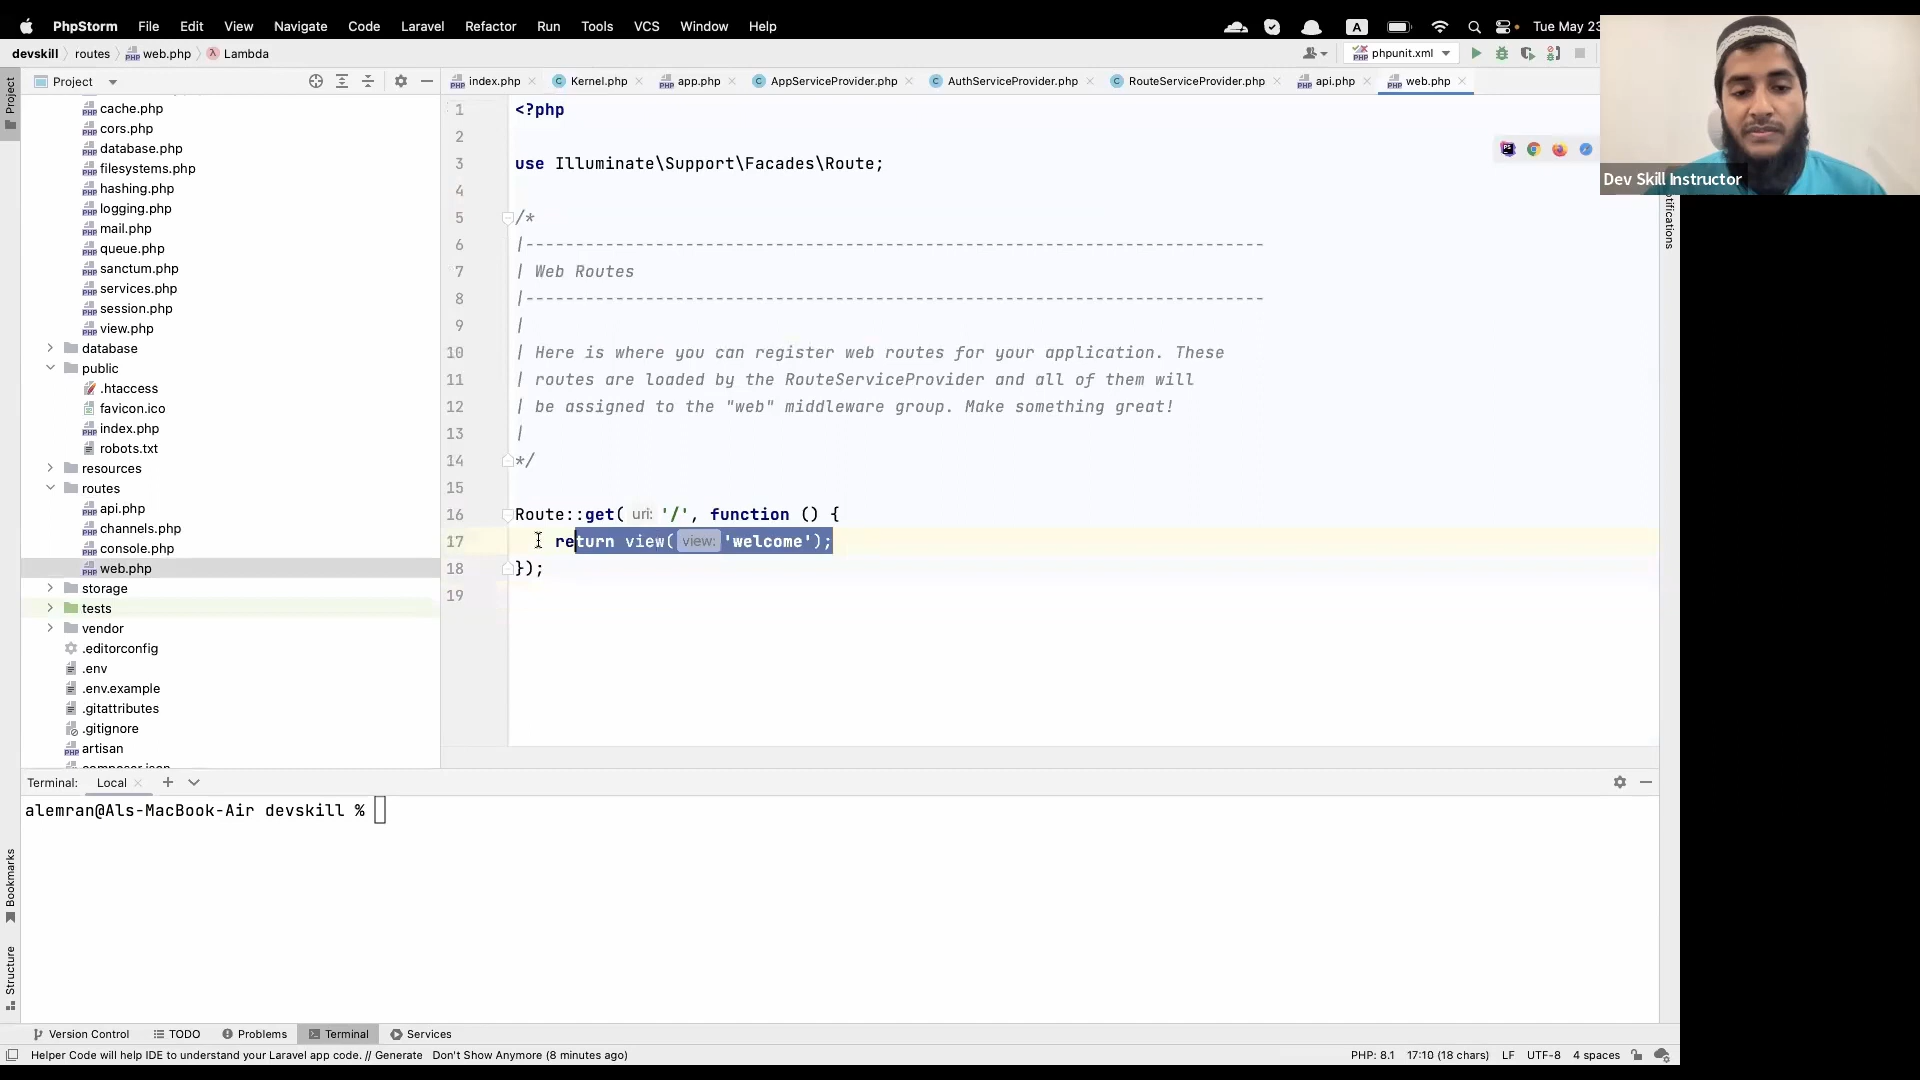 PhpStorm File Edit View Navigate Code Laravel Refactor Run Tools VCS Window Help
A
Tue May 23
devskill routes web.php Lambda
phpunit.xml
Project
index.php Kernel.php app.php AppServiceProvider.php AuthServiceProvider.php RouteServiceProvider.php api.php web.php
Project
cache.php
cors.php
database.php
filesystems.php
hashing.php
logging.php
mail.php
queue.php
sanctum.php
services.php
session.php
view.php
database
public
.htaccess
favicon.ico
index.php
robots.txt
resources
routes
api.php
channels.php
console.php
web.php
storage
tests
vendor
.editorconfig
.env
.env.example
.gitattributes
.gitignore
artisan
1 <?php
2
3 use Illuminate\Support\Facades\Route;
4
5 /*
6 |--------------------------------------------------------------------------
7 | Web Routes
8 |--------------------------------------------------------------------------
9 |
10 | Here is where you can register web routes for your application. These
11 | routes are loaded by the RouteServiceProvider and all of them will
12 | be assigned to the "web" middleware group. Make something great!
13 |
14 */
15
16 Route::get( uri: '/', function () {
17 return view( view: 'welcome');
18 });
19
Dev Skill Instructor
Terminal: Local
alemran@Als-MacBook-Air devskill %
Bookmarks
Structure
Version Control TODO Problems Terminal Services
Helper Code will help IDE to understand your Laravel app code. // Generate Don't Show Anymore (8 minutes ago)
PHP: 8.1 17:10 (18 chars) LF UTF-8 4 spaces